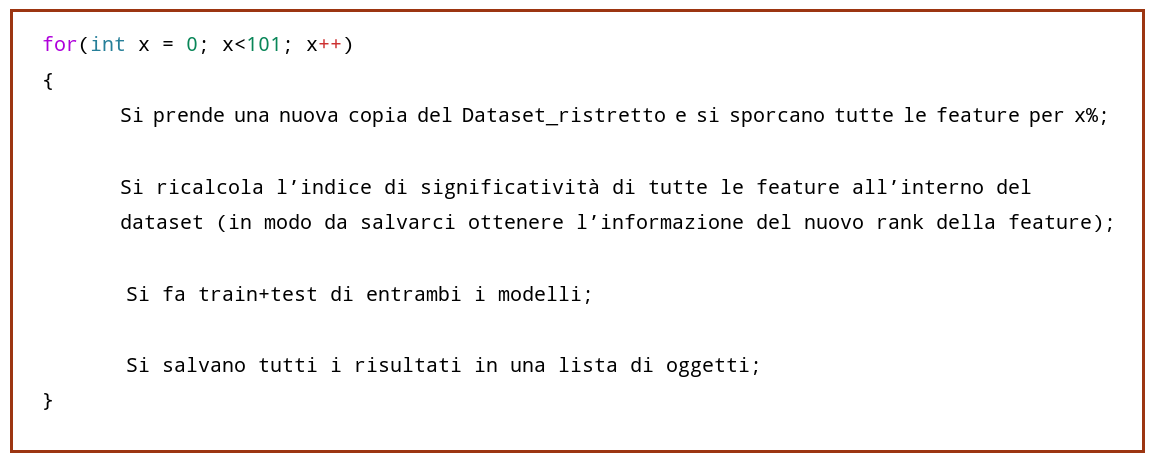 for(int x = 0; x<101; x++)
{
Si prende una nuova copia del Dataset_ristretto e si sporcano tutte le feature per x%;
Si ricalcola l’indice di significatività di tutte le feature all’interno del
dataset (in modo da salvarci ottenere l’informazione del nuovo rank della feature);
Si fa train+test di entrambi i modelli;
Si salvano tutti i risultati in una lista di oggetti;
}